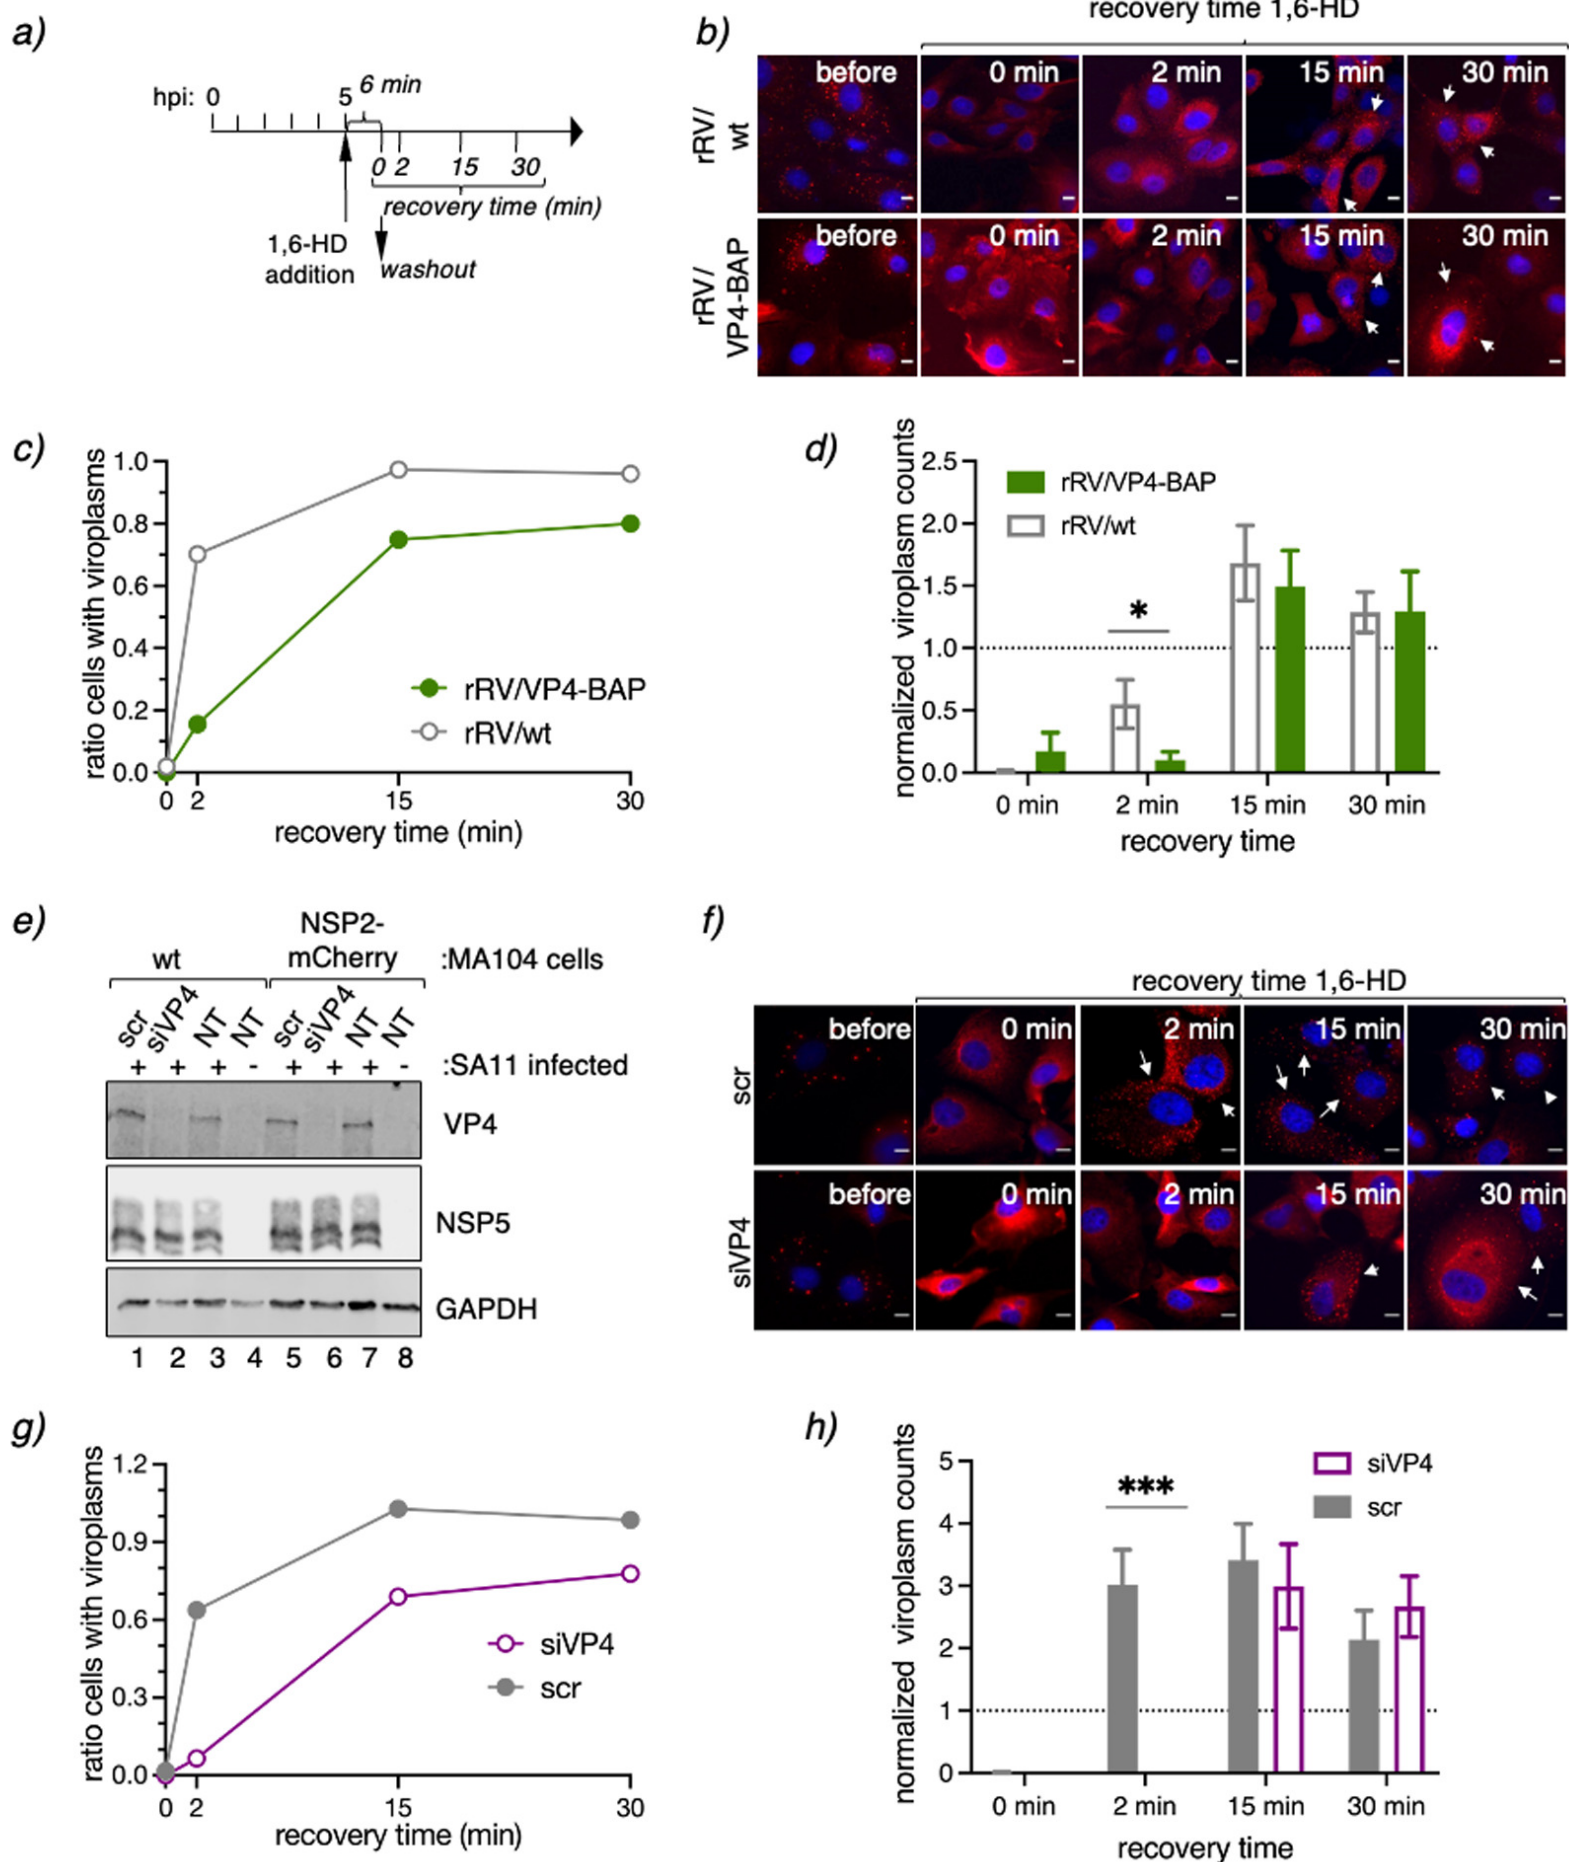 a)
hpi: 0 5 6 min
0 2 15 30
recovery time (min)
1,6-HD
addition
washout
b)
recovery time 1,6-HD
rRV/
wt
before 0 min 2 min 15 min 30 min
rRV/
VP4-BAP
before 0 min 2 min 15 min 30 min
c)
ratio cells with viroplasms
1.0
0.8
0.6
0.4
0.2
0.0
rRV/VP4-BAP
rRV/wt
0 2 15 30
recovery time (min)
d)
normalized viroplasm counts
2.5
2.0
1.5
1.0
0.5
0.0
rRV/VP4-BAP
rRV/wt
*
0 min 2 min 15 min 30 min
recovery time
e)
NSP2-
wt mCherry :MA104 cells
scr siVP4 NT NT scr siVP4 NT NT
+ + + - + + + - :SA11 infected
VP4
NSP5
GAPDH
1 2 3 4 5 6 7 8
f)
recovery time 1,6-HD
scr
before 0 min 2 min 15 min 30 min
siVP4
before 0 min 2 min 15 min 30 min
g)
ratio cells with viroplasms
1.2
0.9
0.6
0.3
0.0
siVP4
scr
0 2 15 30
recovery time (min)
h)
normalized viroplasm counts
5
4
3
2
1
0
siVP4
scr
***
0 min 2 min 15 min 30 min
recovery time